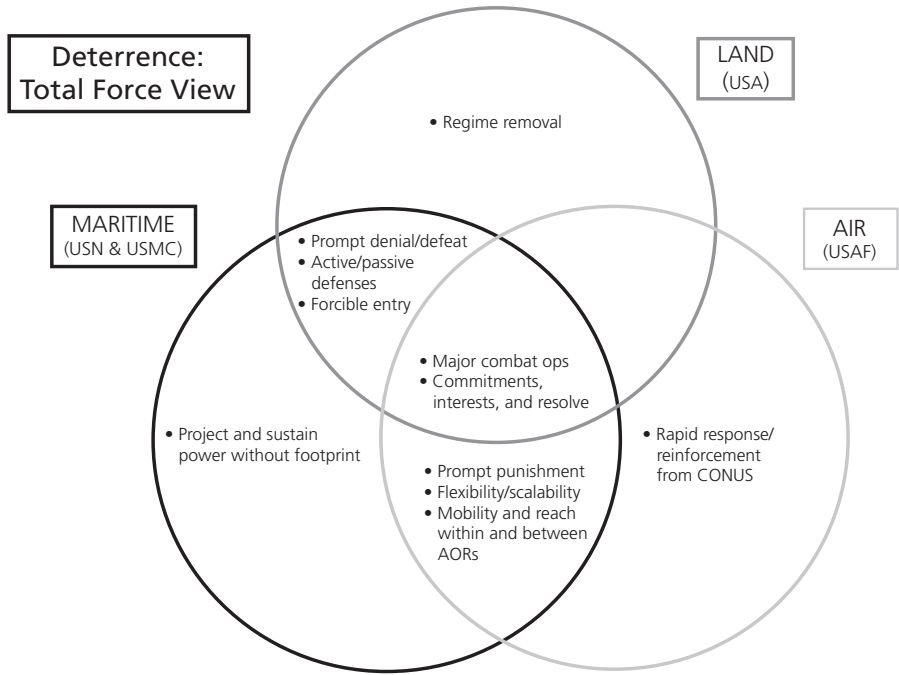 Deterrence:
Total Force View
LAND
(USA)
• Regime removal
MARITIME
(USN & USMC)
AIR
(USAF)
• Prompt denial/defeat
• Active/passive
defenses
• Forcible entry
• Major combat ops
• Commitments,
interests, and resolve
• Project and sustain
power without footprint
• Rapid response/
reinforcement
from CONUS
• Prompt punishment
• Flexibility/scalability
• Mobility and reach
within and between
AORs